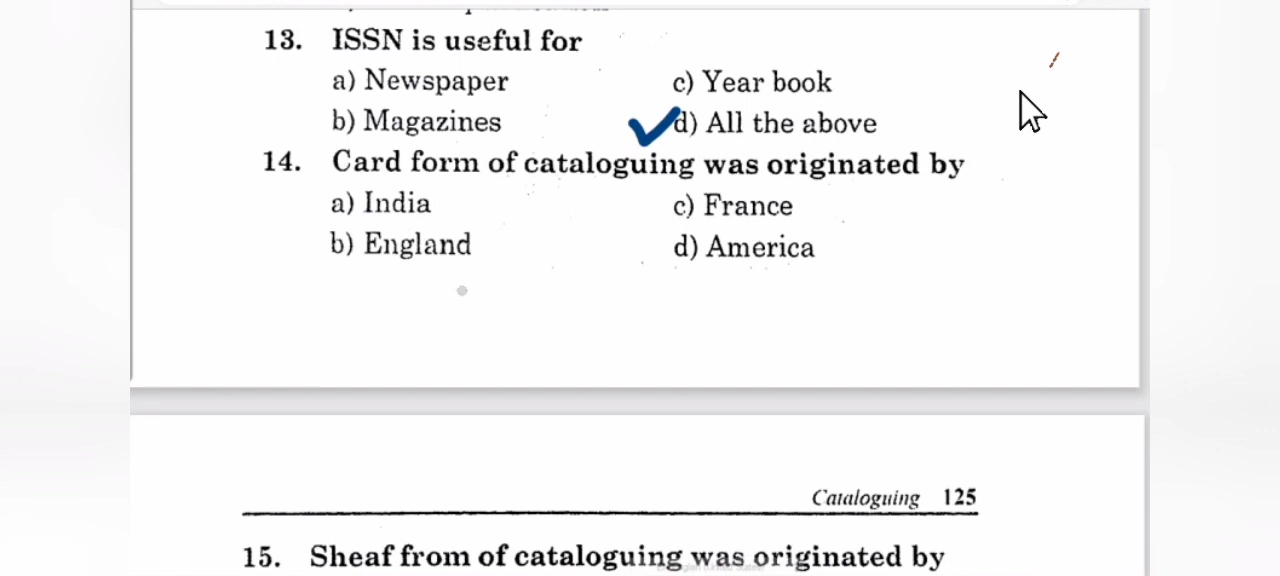 13. ISSN is useful for
a) Newspaper c) Year book
b) Magazines d) All the above
14. Card form of cataloguing was originated by
a) India c) France
b) England d) America
Cataloguing 125
15. Sheaf from of cataloguing was originated by